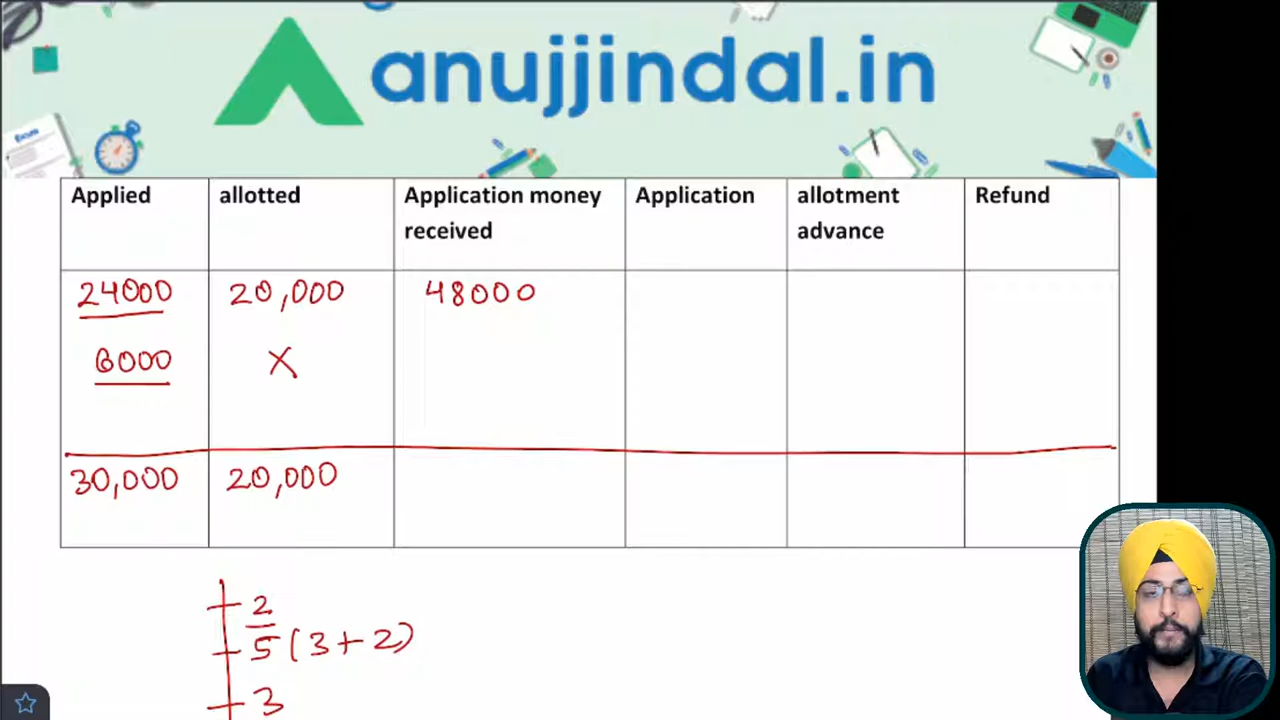 anujjindal.in
Applied allotted Application money received Application allotment advance Refund
24000 20,000 48000
6000 X
30,000 20,000
2
5 (3+2)
3